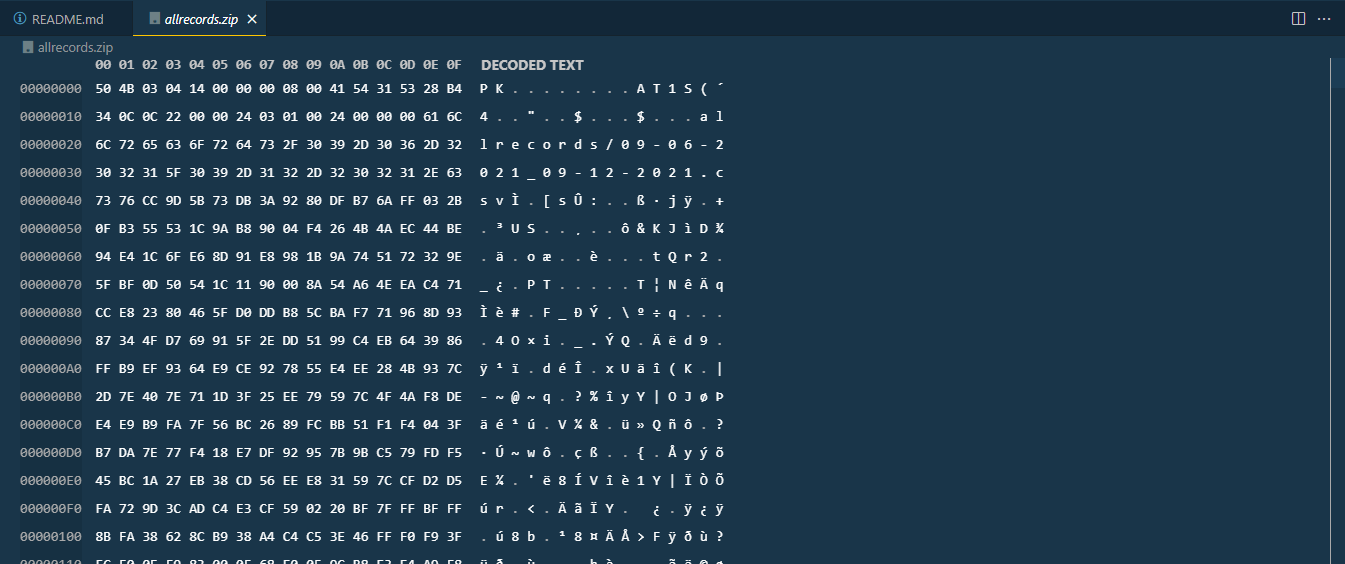 README.md allrecords.zip
allrecords.zip
00 01 02 03 04 05 06 07 08 09 0A 0B 0C 0D 0E 0F DECODED TEXT
00000000 50 4B 03 04 14 00 00 00 08 00 41 54 31 53 28 B4 P K . . . . . . . . A T 1 S ( ´
00000010 34 0C 0C 22 00 00 24 03 01 00 24 00 00 00 61 6C 4 . . " . . $ . . . $ . . . a l
00000020 6C 72 65 63 6F 72 64 73 2F 30 39 2D 30 36 2D 32 l r e c o r d s / 0 9 - 0 6 - 2
00000030 30 32 31 5F 30 39 2D 31 32 2D 32 30 32 31 2E 63 0 2 1 _ 0 9 - 1 2 - 2 0 2 1 . c
00000040 73 76 CC 9D 5B 73 DB 3A 92 80 DF B7 6A FF 03 2B s v Ì . [ s Û : . . ß · j ÿ . +
00000050 0F B3 55 53 1C 9A B8 90 04 F4 26 4B 4A EC 44 BE . ³ U S . . ¸ . . ô & K J ì D ¾
00000060 94 E4 1C 6F E6 8D 91 E8 98 1B 9A 74 51 72 32 9E . ä . o æ . . è . . . t Q r 2 .
00000070 5F BF 0D 50 54 1C 11 90 00 8A 54 A6 4E EA C4 71 _ ¿ . P T . . . . . T ¦ N ê Ä q
00000080 CC E8 23 80 46 5F D0 DD B8 5C BA F7 71 96 8D 93 Ì è # . F _ Ð Ý ¸ \ º ÷ q . . .
00000090 87 34 4F D7 69 91 5F 2E DD 51 99 C4 EB 64 39 86 . 4 O × i . _ . Ý Q . Ä ë d 9 .
000000A0 FF B9 EF 93 64 E9 CE 92 78 55 E4 EE 28 4B 93 7C ÿ ¹ ï . d é Î . x U ä î ( K . |
000000B0 2D 7E 40 7E 71 1D 3F 25 EE 79 59 7C 4F 4A F8 DE - ~ @ ~ q . ? % î y Y | O J ø Þ
000000C0 E4 E9 B9 FA 7F 56 BC 26 89 FC BB 51 F1 F4 04 3F ä é ¹ ú . V ¼ & . ü » Q ñ ô . ?
000000D0 B7 DA 7E 77 F4 18 E7 DF 92 95 7B 9B C5 79 FD F5 · Ú ~ w ô . ç ß . . { . Å y ý õ
000000E0 45 BC 1A 27 EB 38 CD 56 EE E8 31 59 7C CF D2 D5 E ¼ . ' ë 8 Í V î è 1 Y | Ï Ò Õ
000000F0 FA 72 9D 3C AD C4 E3 CF 59 02 20 BF 7F FF BF FF ú r . < . Ä ã Ï Y . ¿ . ÿ ¿ ÿ
00000100 8B FA 38 62 8C B9 38 A4 C4 C5 3E 46 FF F0 F9 3F . ú 8 b . ¹ 8 ¤ Ä Å > F ÿ ð ù ?